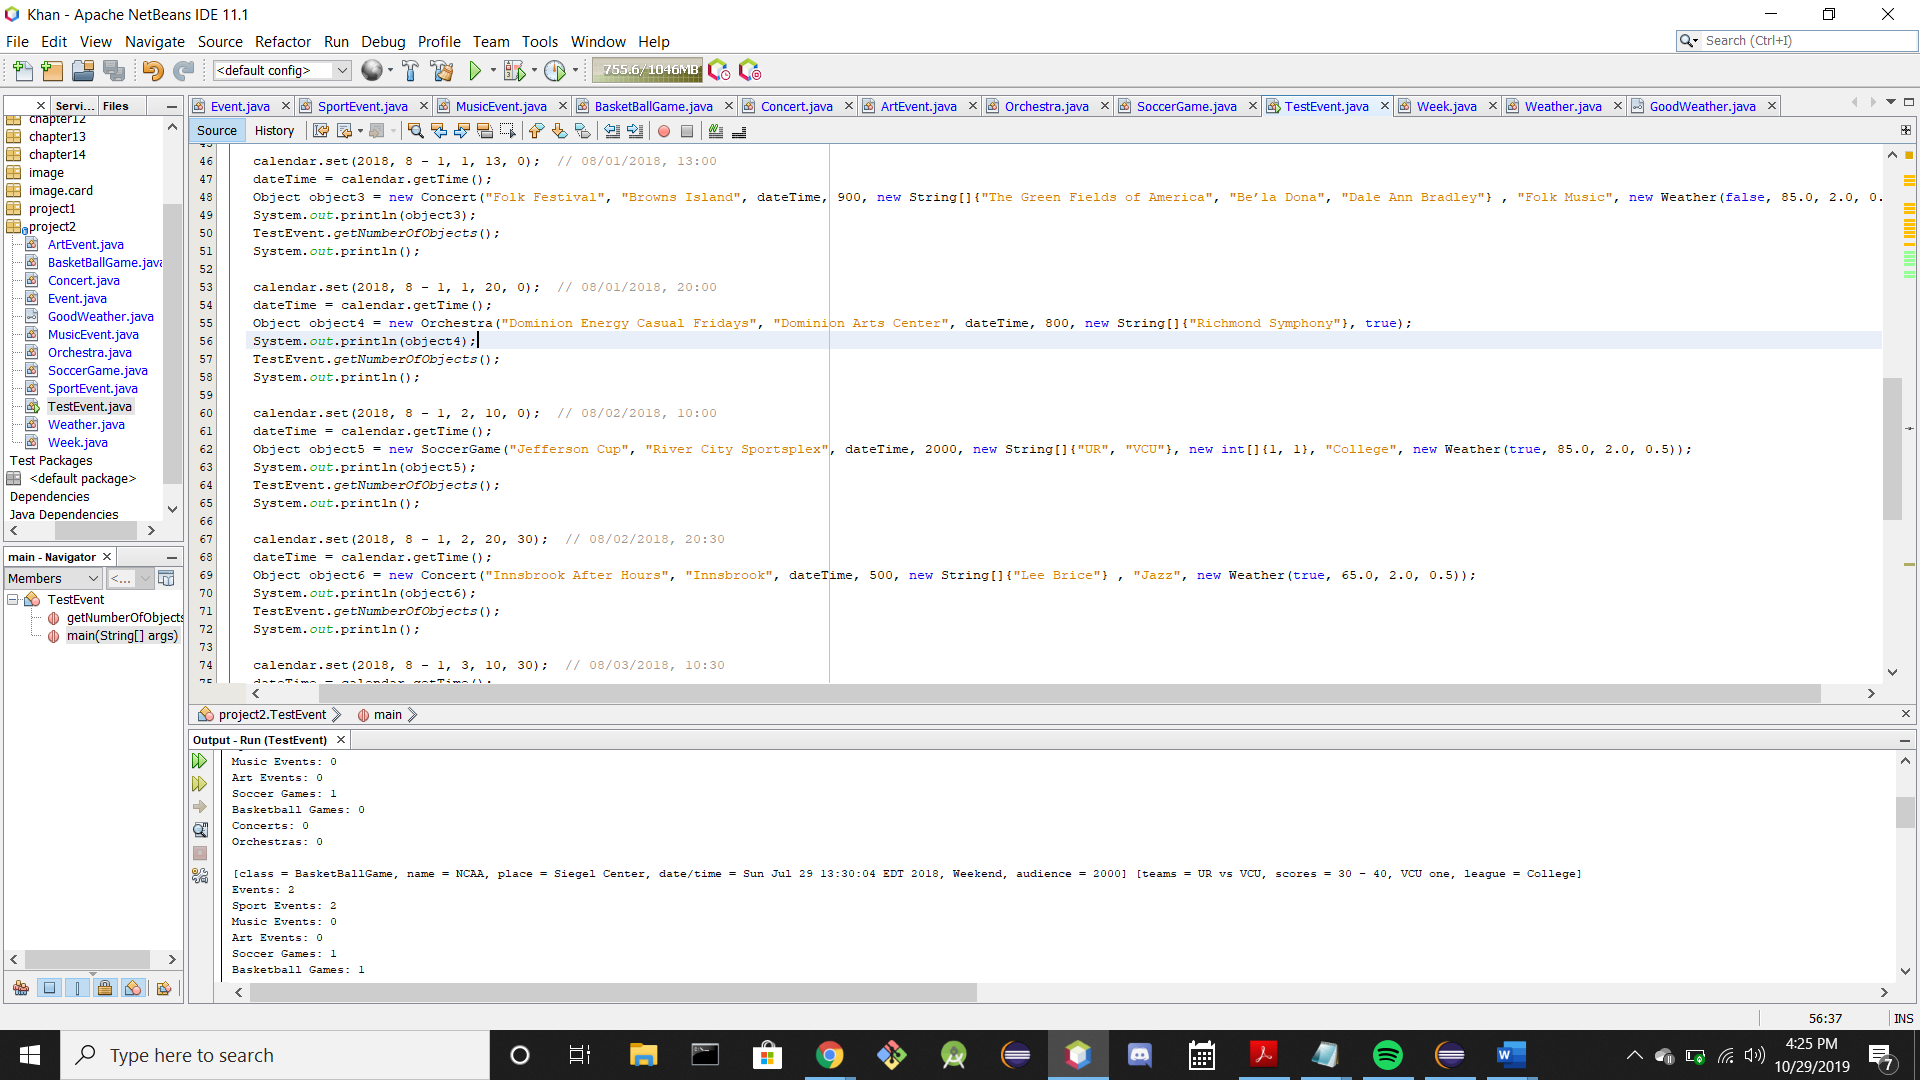 Khan - Apache NetBeans IDE 11.1
File Edit View Navigate Source Refactor Run Debug Profile Team Tools Window Help
Search (Ctrl+I)
<default config>
755.6/1046MB
Servi... Files
Event.java SportEvent.java MusicEvent.java BasketBallGame.java Concert.java ArtEvent.java Orchestra.java SoccerGame.java TestEvent.java Week.java Weather.java GoodWeather.java
Source History
chapter12
chapter13
chapter14
image
image.card
project1
project2
ArtEvent.java
BasketBallGame.java
Concert.java
Event.java
GoodWeather.java
MusicEvent.java
Orchestra.java
SoccerGame.java
SportEvent.java
TestEvent.java
Weather.java
Week.java
Test Packages
<default package>
Dependencies
Java Dependencies
main - Navigator
Members <...
TestEvent
getNumberOfObjects
main(String[] args)
45
46 calendar.set(2018, 8 - 1, 1, 13, 0);  // 08/01/2018, 13:00
47 dateTime = calendar.getTime();
48 Object object3 = new Concert("Folk Festival", "Browns Island", dateTime, 900, new String[]{"The Green Fields of America", "Be’la Dona", "Dale Ann Bradley"} , "Folk Music", new Weather(false, 85.0, 2.0, 0.
49 System.out.println(object3);
50 TestEvent.getNumberOfObjects();
51 System.out.println();
52
53 calendar.set(2018, 8 - 1, 1, 20, 0);  // 08/01/2018, 20:00
54 dateTime = calendar.getTime();
55 Object object4 = new Orchestra("Dominion Energy Casual Fridays", "Dominion Arts Center", dateTime, 800, new String[]{"Richmond Symphony"}, true);
56 System.out.println(object4);
57 TestEvent.getNumberOfObjects();
58 System.out.println();
59
60 calendar.set(2018, 8 - 1, 2, 10, 0);  // 08/02/2018, 10:00
61 dateTime = calendar.getTime();
62 Object object5 = new SoccerGame("Jefferson Cup", "River City Sportsplex", dateTime, 2000, new String[]{"UR", "VCU"}, new int[]{1, 1}, "College", new Weather(true, 85.0, 2.0, 0.5));
63 System.out.println(object5);
64 TestEvent.getNumberOfObjects();
65 System.out.println();
66
67 calendar.set(2018, 8 - 1, 2, 20, 30);  // 08/02/2018, 20:30
68 dateTime = calendar.getTime();
69 Object object6 = new Concert("Innsbrook After Hours", "Innsbrook", dateTime, 500, new String[]{"Lee Brice"} , "Jazz", new Weather(true, 65.0, 2.0, 0.5));
70 System.out.println(object6);
71 TestEvent.getNumberOfObjects();
72 System.out.println();
73
74 calendar.set(2018, 8 - 1, 3, 10, 30);  // 08/03/2018, 10:30
75 dateTime = calendar.getTime();
project2.TestEvent main
Output - Run (TestEvent)
Music Events: 0
Art Events: 0
Soccer Games: 1
Basketball Games: 0
Concerts: 0
Orchestras: 0
[class = BasketBallGame, name = NCAA, place = Siegel Center, date/time = Sun Jul 29 13:30:04 EDT 2018, Weekend, audience = 2000] [teams = UR vs VCU, scores = 30 - 40, VCU one, league = College]
Events: 2
Sport Events: 2
Music Events: 0
Art Events: 0
Soccer Games: 1
Basketball Games: 1
56:37 INS
Type here to search
4:25 PM
10/29/2019
7